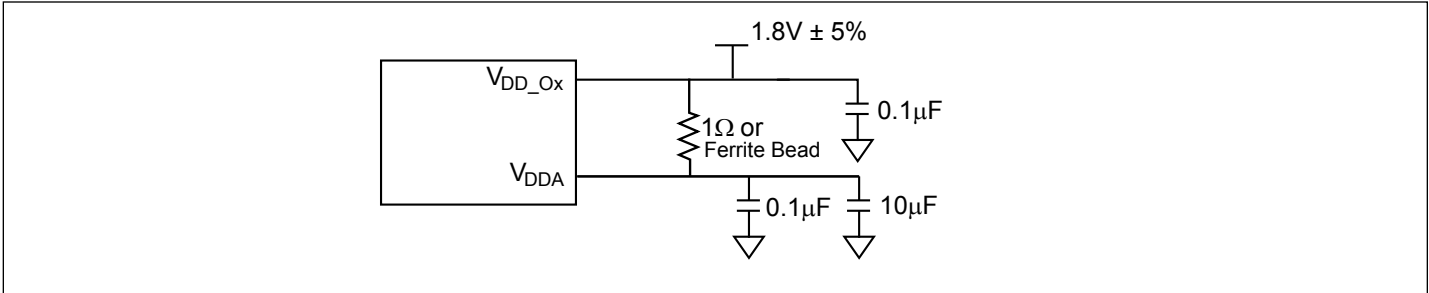 1.8V ± 5%
V_DD_Ox
0.1μF
1Ω or
Ferrite Bead
V_DDA
0.1μF
10μF